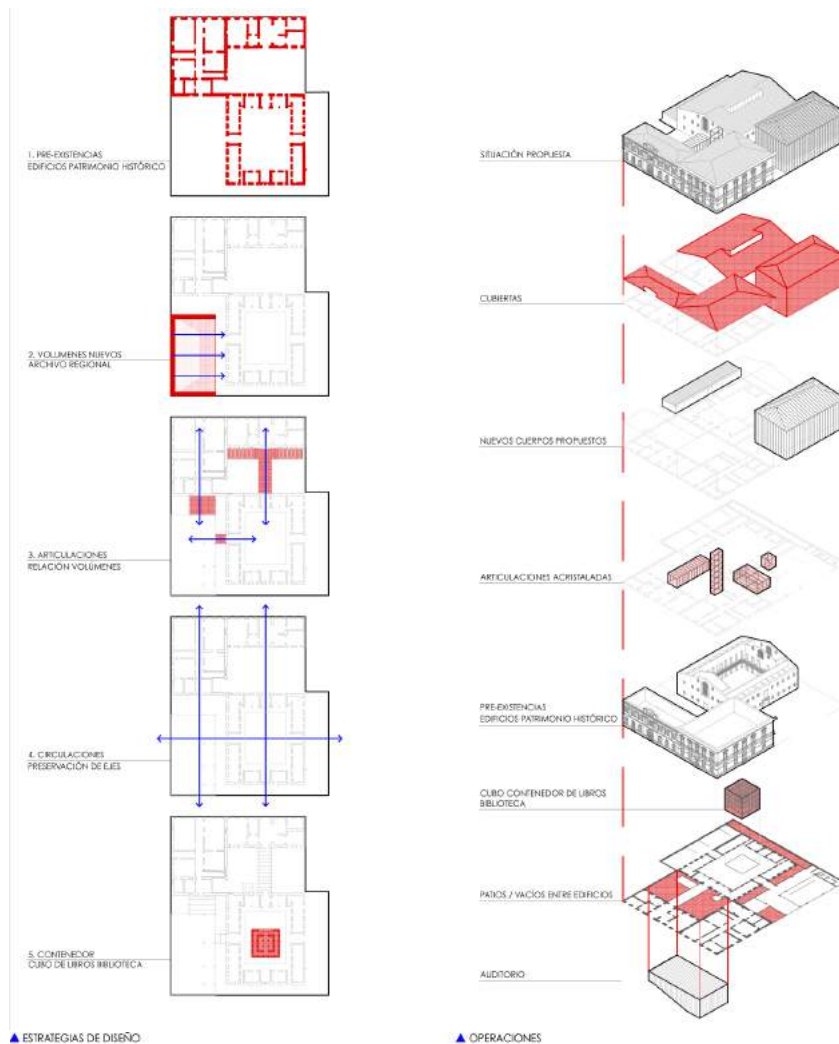 1. PRE-EXISTENCIAS
EDIFICIOS PATRIMONIO HISTÓRICO
2. VOLUMENES NUEVOS
ARCHIVO REGIONAL
3. ARTICULACIONES
RELACIÓN VOLÚMENES
4. CIRCULACIONES
PRESERVACIÓN DE EJES
5. CONTENEDOR
CUBO DE LIBROS BIBLIOTECA
ESTRATEGIAS DE DISEÑO
SITUACIÓN PROPUESTA
CUBIERTAS
NUEVOS CUERPOS PROPUESTOS
ARTICULACIONES ACRISTALADAS
PRE-EXISTENCIAS
EDIFICIOS PATRIMONIO HISTÓRICO
CUBO CONTENEDOR DE LIBROS
BIBLIOTECA
PATIOS / VACÍOS ENTRE EDIFICIOS
AUDITORIO
OPERACIONES